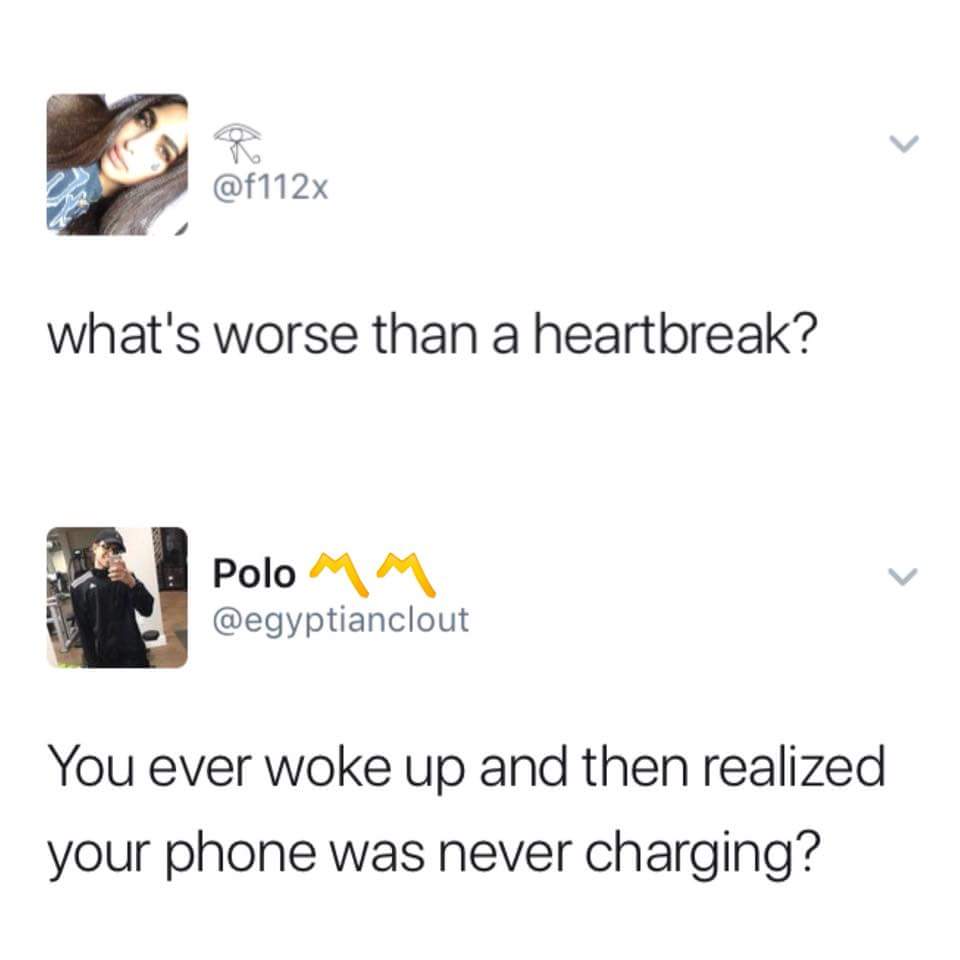 𓂀
@f112x
what's worse than a heartbreak?
Polo 〽️〽️
@egyptianclout
You ever woke up and then realized
your phone was never charging?